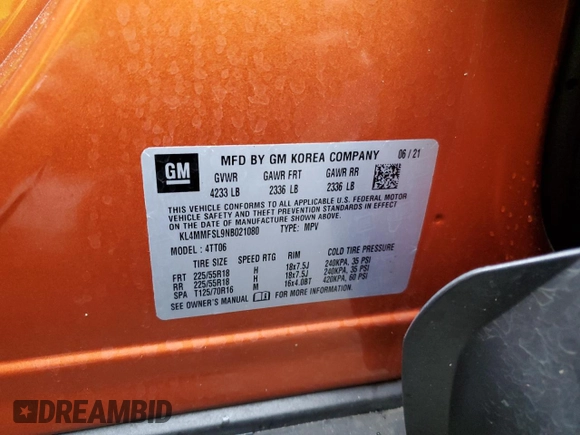 GM
MFD BY GM KOREA COMPANY 06 / 21
GVWR GAWR FRT GAWR RR
4233 LB 2336 LB 2336 LB
THIS VEHICLE CONFORMS TO ALL APPLICABLE U.S. FEDERAL MOTOR
VEHICLE SAFETY AND THEFT PREVENTION STANDARDS IN EFFECT
ON THE DATE OF MANUFACTURE SHOWN ABOVE.
KL4MMFSL9NB021080 TYPE: MPV
MODEL : 4TT06
TIRE SIZE SPEED RTG RIM COLD TIRE PRESSURE
FRT 225/55R18 H 18x7.5J 240KPA, 35 PSI
RR 225/55R18 H 18x7.5J 240KPA, 35 PSI
SPA T125/70R16 M 16x4.0BT 420KPA, 60 PSI
SEE OWNER'S MANUAL FOR MORE INFORMATION.
DREAMBID